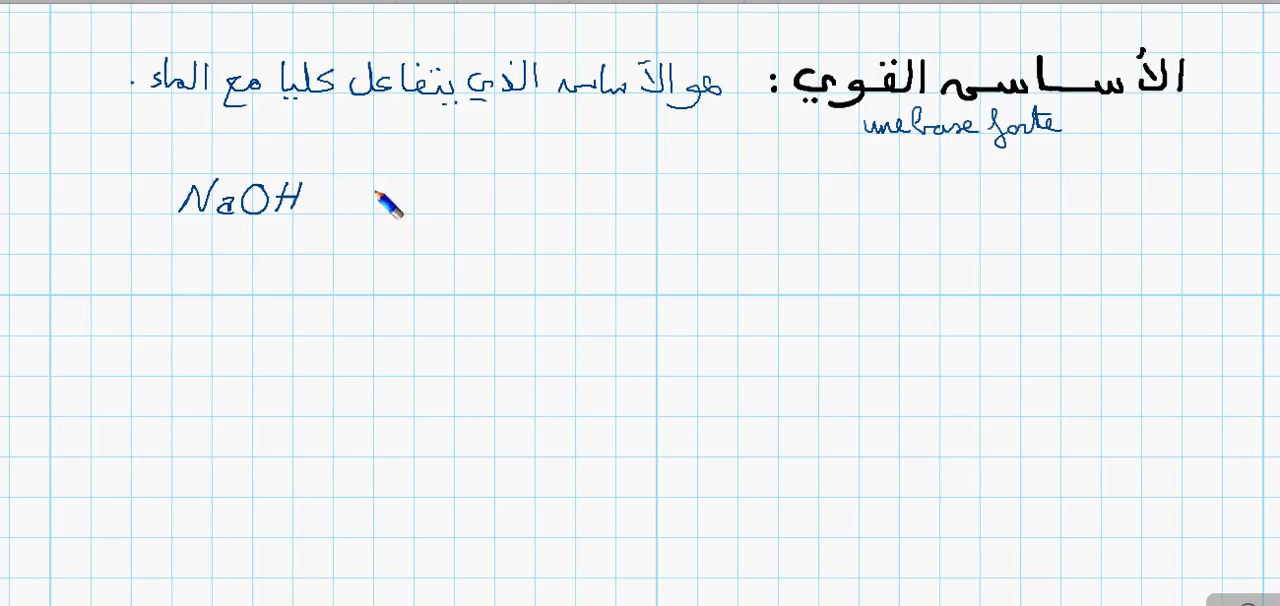 الأساس القوي : هو الأساس الذي يتفاعل كليا مع الماء .
une base forte
NaOH